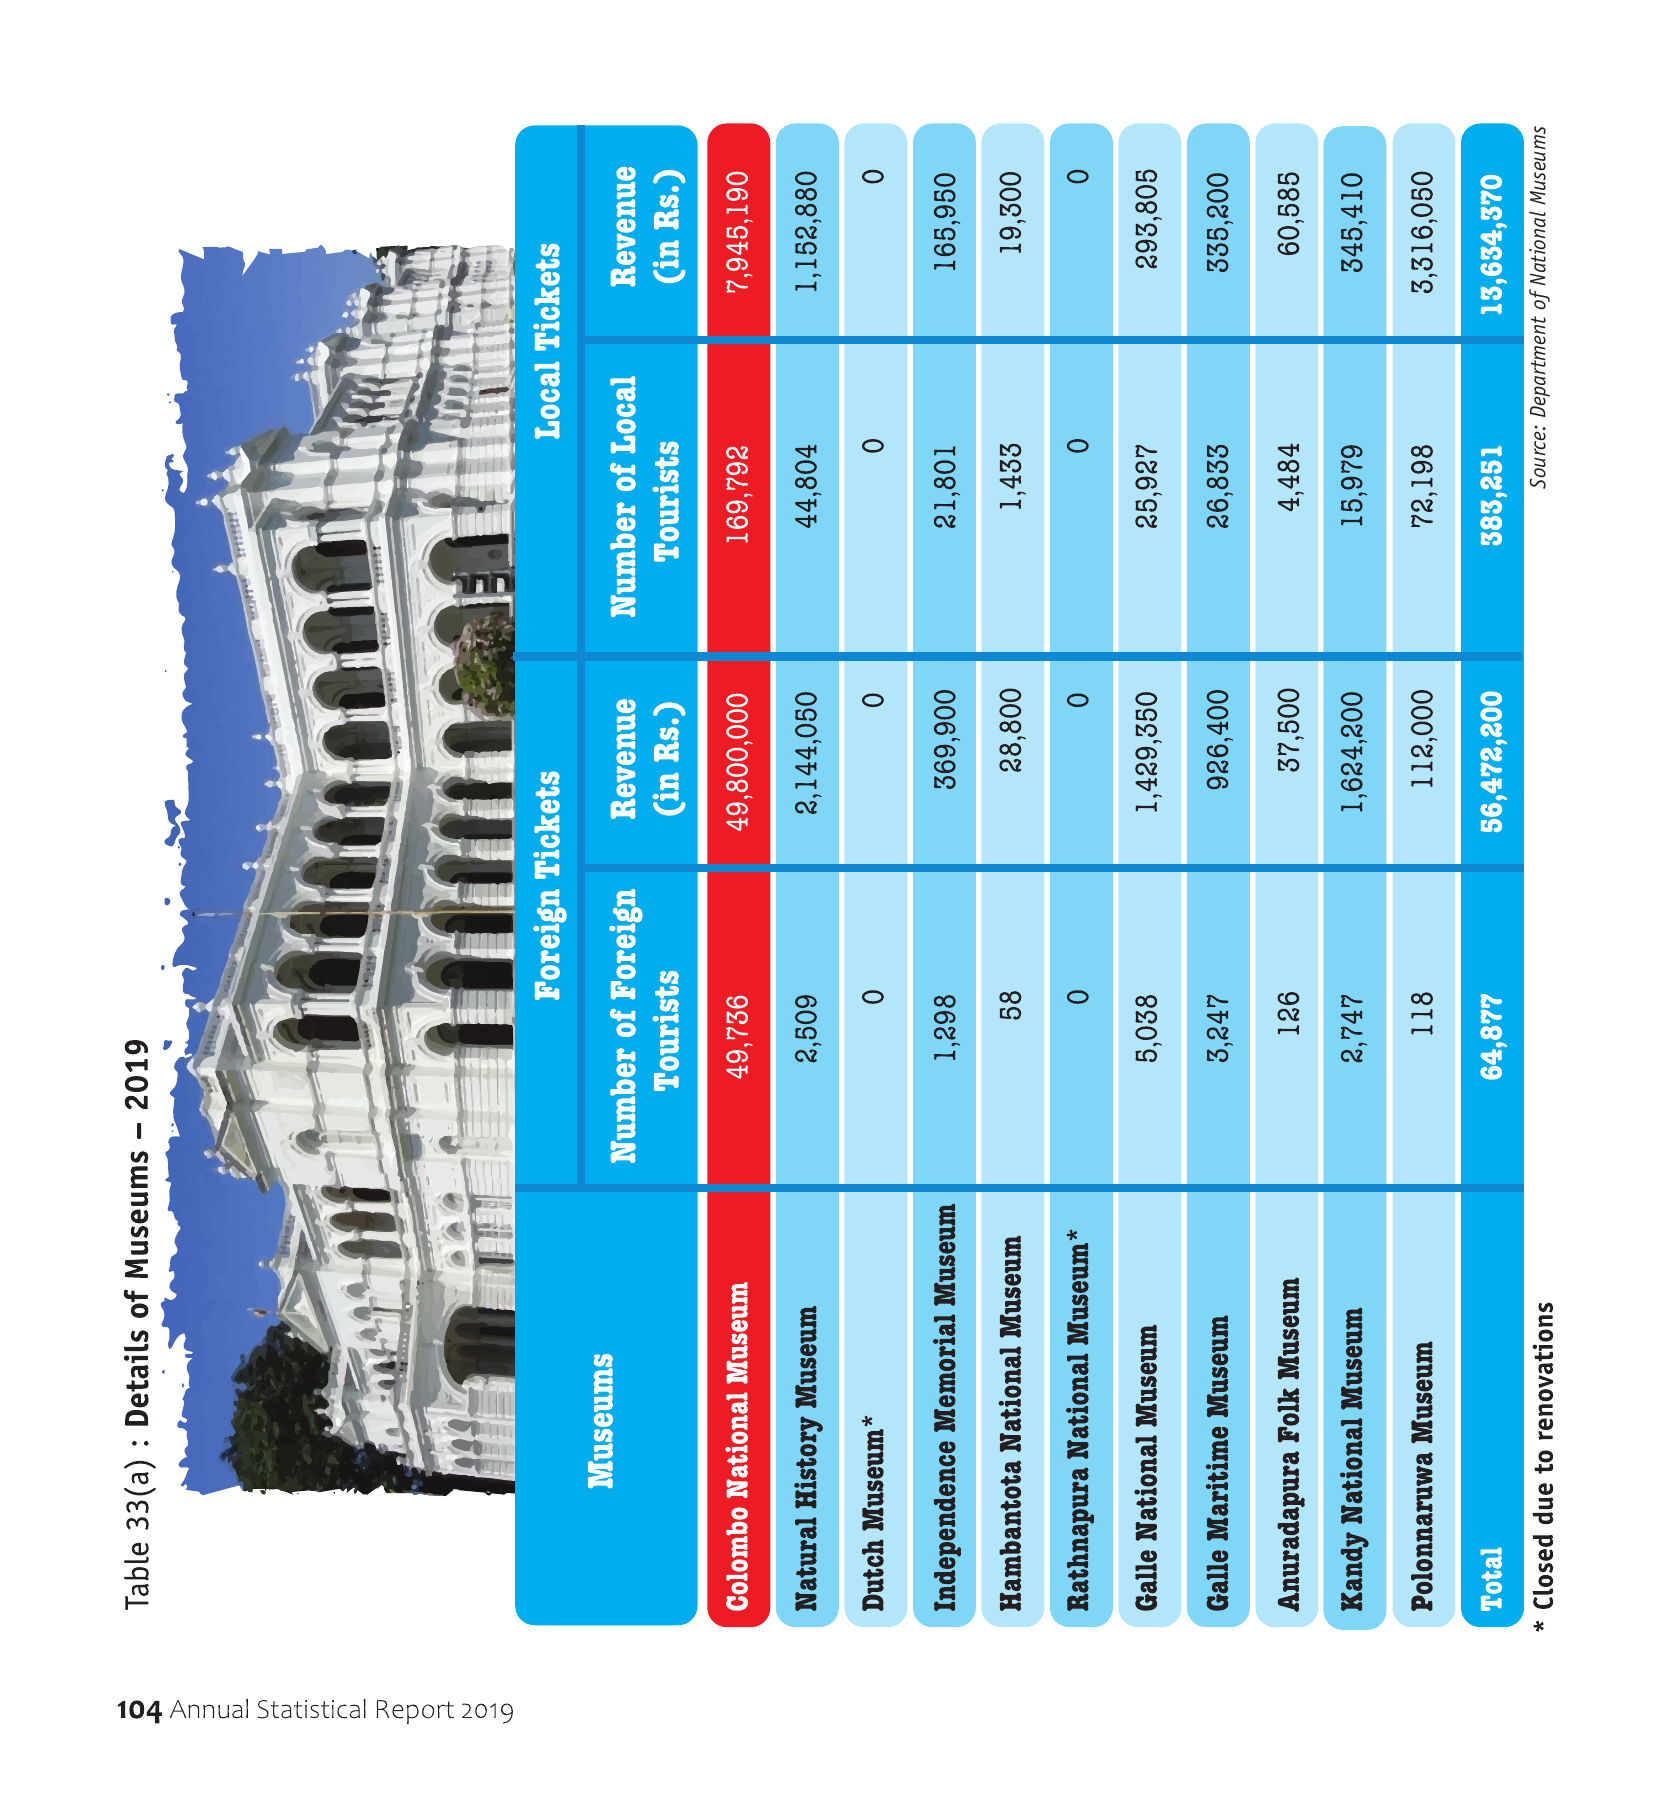 Table 33(a) : Details of Museums – 2019
Museums Foreign Tickets Local Tickets
Number of Foreign Tourists Revenue (in Rs.) Number of Local Tourists Revenue (in Rs.)
Colombo National Museum 49,736 49,800,000 169,792 7,945,190
Natural History Museum 2,509 2,144,050 44,804 1,152,880
Dutch Museum* 0 0 0 0
Independence Memorial Museum 1,298 369,900 21,801 165,950
Hambantota National Museum 58 28,800 1,433 19,300
Rathnapura National Museum* 0 0 0 0
Galle National Museum 5,038 1,429,350 25,927 293,805
Galle Maritime Museum 3,247 926,400 26,833 335,200
Anuradapura Folk Museum 126 37,500 4,484 60,585
Kandy National Museum 2,747 1,624,200 15,979 345,410
Polonnaruwa Museum 118 112,000 72,198 3,316,050
Total 64,877 56,472,200 383,251 13,634,370
* Closed due to renovations
Source: Department of National Museums
104 Annual Statistical Report 2019